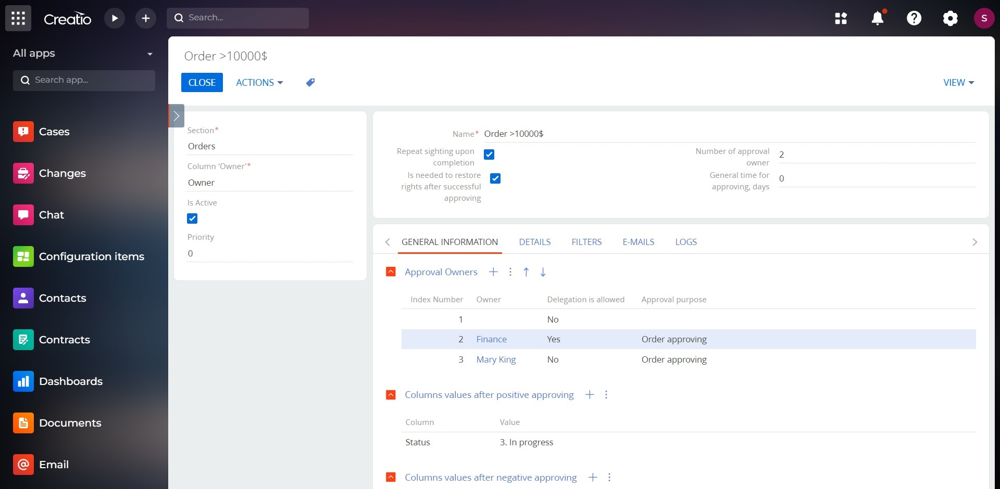 Creatio
Search...
S
All apps
Search app...
Cases
Changes
Chat
Configuration items
Contacts
Contracts
Dashboards
Documents
Email
Order >10000$
CLOSE
ACTIONS
VIEW
Section*
Orders
Column 'Owner'*
Owner
Is Active
Priority
0
Name* Order >10000$
Repeat sighting upon
completion
Number of approval
owner
2
Is needed to restore
rights after successful
approving
General time for
approving, days
0
GENERAL INFORMATION DETAILS FILTERS E-MAILS LOGS
Approval Owners
Index Number Owner Delegation is allowed Approval purpose
1 No
2 Finance Yes Order approving
3 Mary King No Order approving
Columns values after positive approving
Column Value
Status 3. In progress
Columns values after negative approving